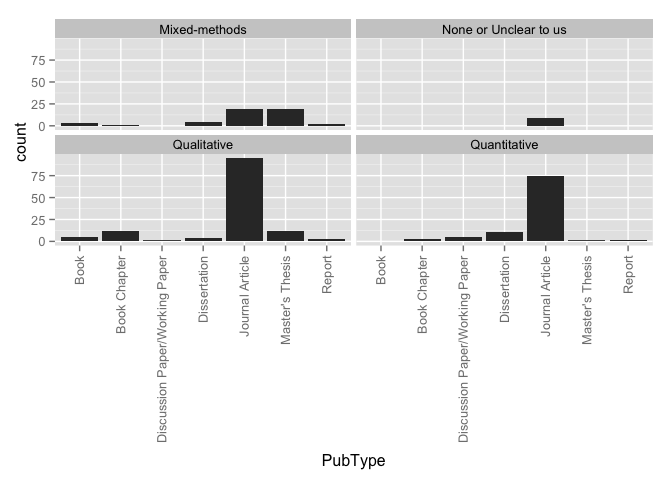 Mixed-methods
None or Unclear to us
75
50
25
0
count
Qualitative
Quantitative
75
50
25
0
Book
Book Chapter
Discussion Paper/Working Paper
Dissertation
Journal Article
Master's Thesis
Report
Book
Book Chapter
Discussion Paper/Working Paper
Dissertation
Journal Article
Master's Thesis
Report
PubType